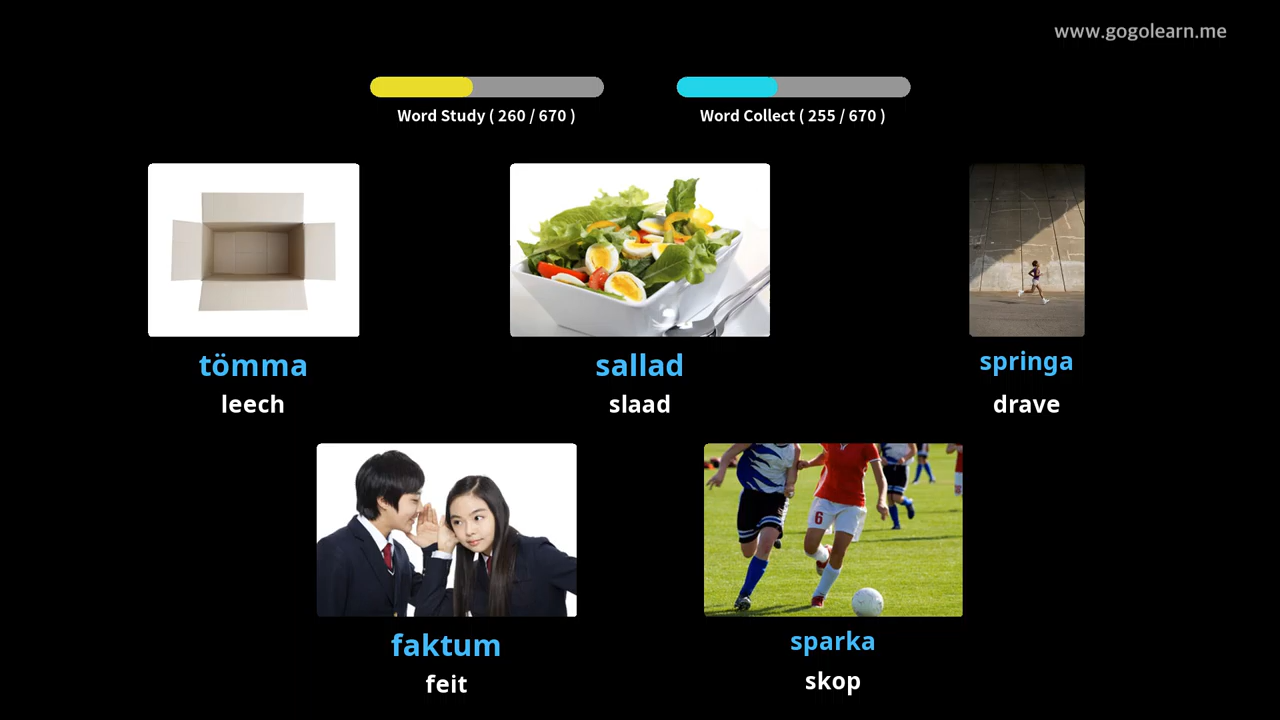 www.gogolearn.me
Word Study ( 260 / 670 )
Word Collect ( 255 / 670 )
tömma
leech
sallad
slaad
springa
drave
faktum
feit
6
sparka
skop